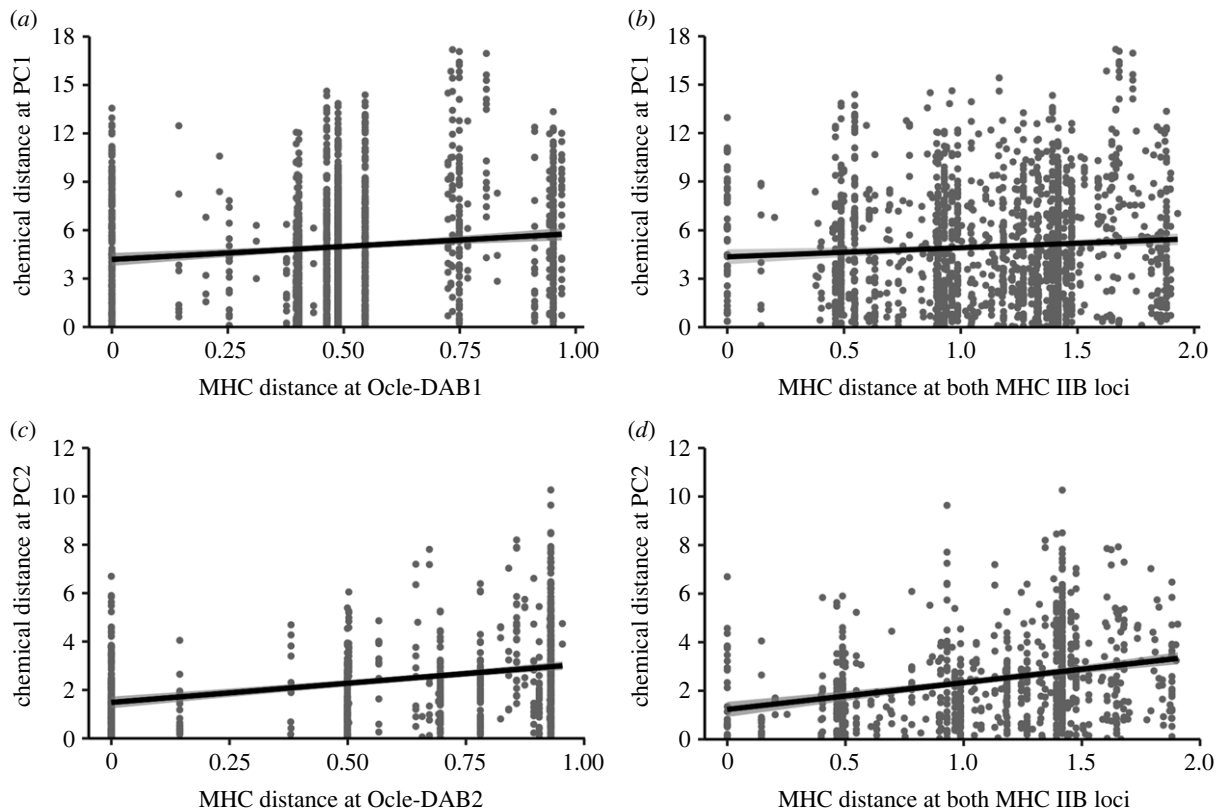 (a)
18
15
12
9
6
3
0
chemical distance at PC1
0 0.25 0.50 0.75 1.00
MHC distance at Ocle-DAB1
(b)
18
15
12
9
6
3
0
chemical distance at PC1
0 0.5 1.0 1.5 2.0
MHC distance at both MHC IIB loci
(c)
12
10
8
6
4
2
0
chemical distance at PC2
0 0.25 0.50 0.75 1.00
MHC distance at Ocle-DAB2
(d)
12
10
8
6
4
2
0
chemical distance at PC2
0 0.5 1.0 1.5 2.0
MHC distance at both MHC IIB loci